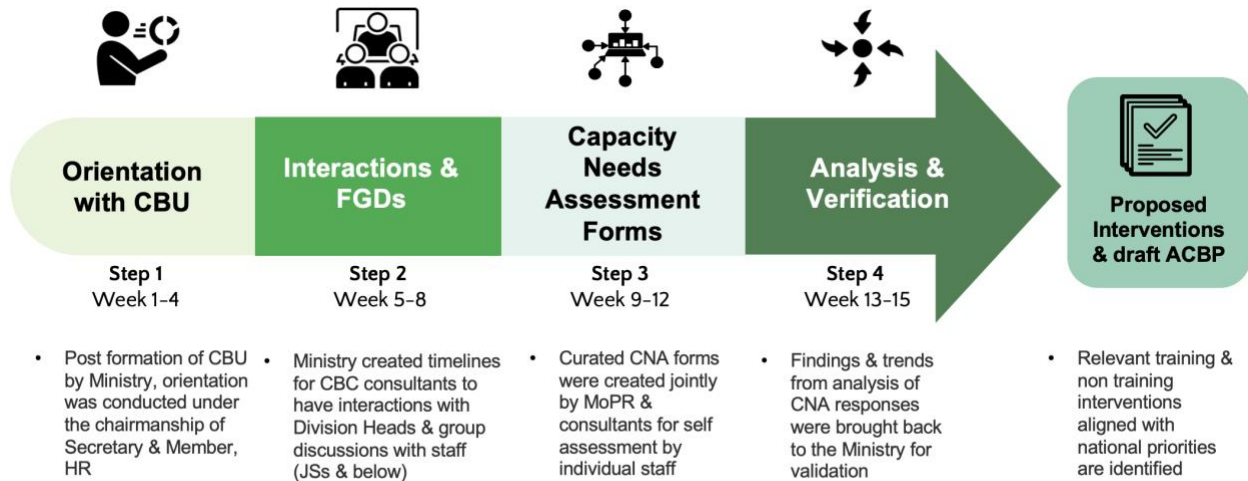 Orientation
with CBU
Interactions &
FGDs
Capacity
Needs
Assessment
Forms
Analysis &
Verification
Proposed
Interventions
& draft ACBP
Step 1
Week 1-4
Step 2
Week 5-8
Step 3
Week 9-12
Step 4
Week 13-15
• Post formation of CBU
by Ministry, orientation
was conducted under
the chairmanship of
Secretary & Member,
HR
• Ministry created timelines
for CBC consultants to
have interactions with
Division Heads & group
discussions with staff
(JSs & below)
• Curated CNA forms
were created jointly
by MoPR &
consultants for self
assessment by
individual staff
• Findings & trends
from analysis of
CNA responses
were brought back
to the Ministry for
validation
• Relevant training &
non training
interventions
aligned with
national priorities
are identified